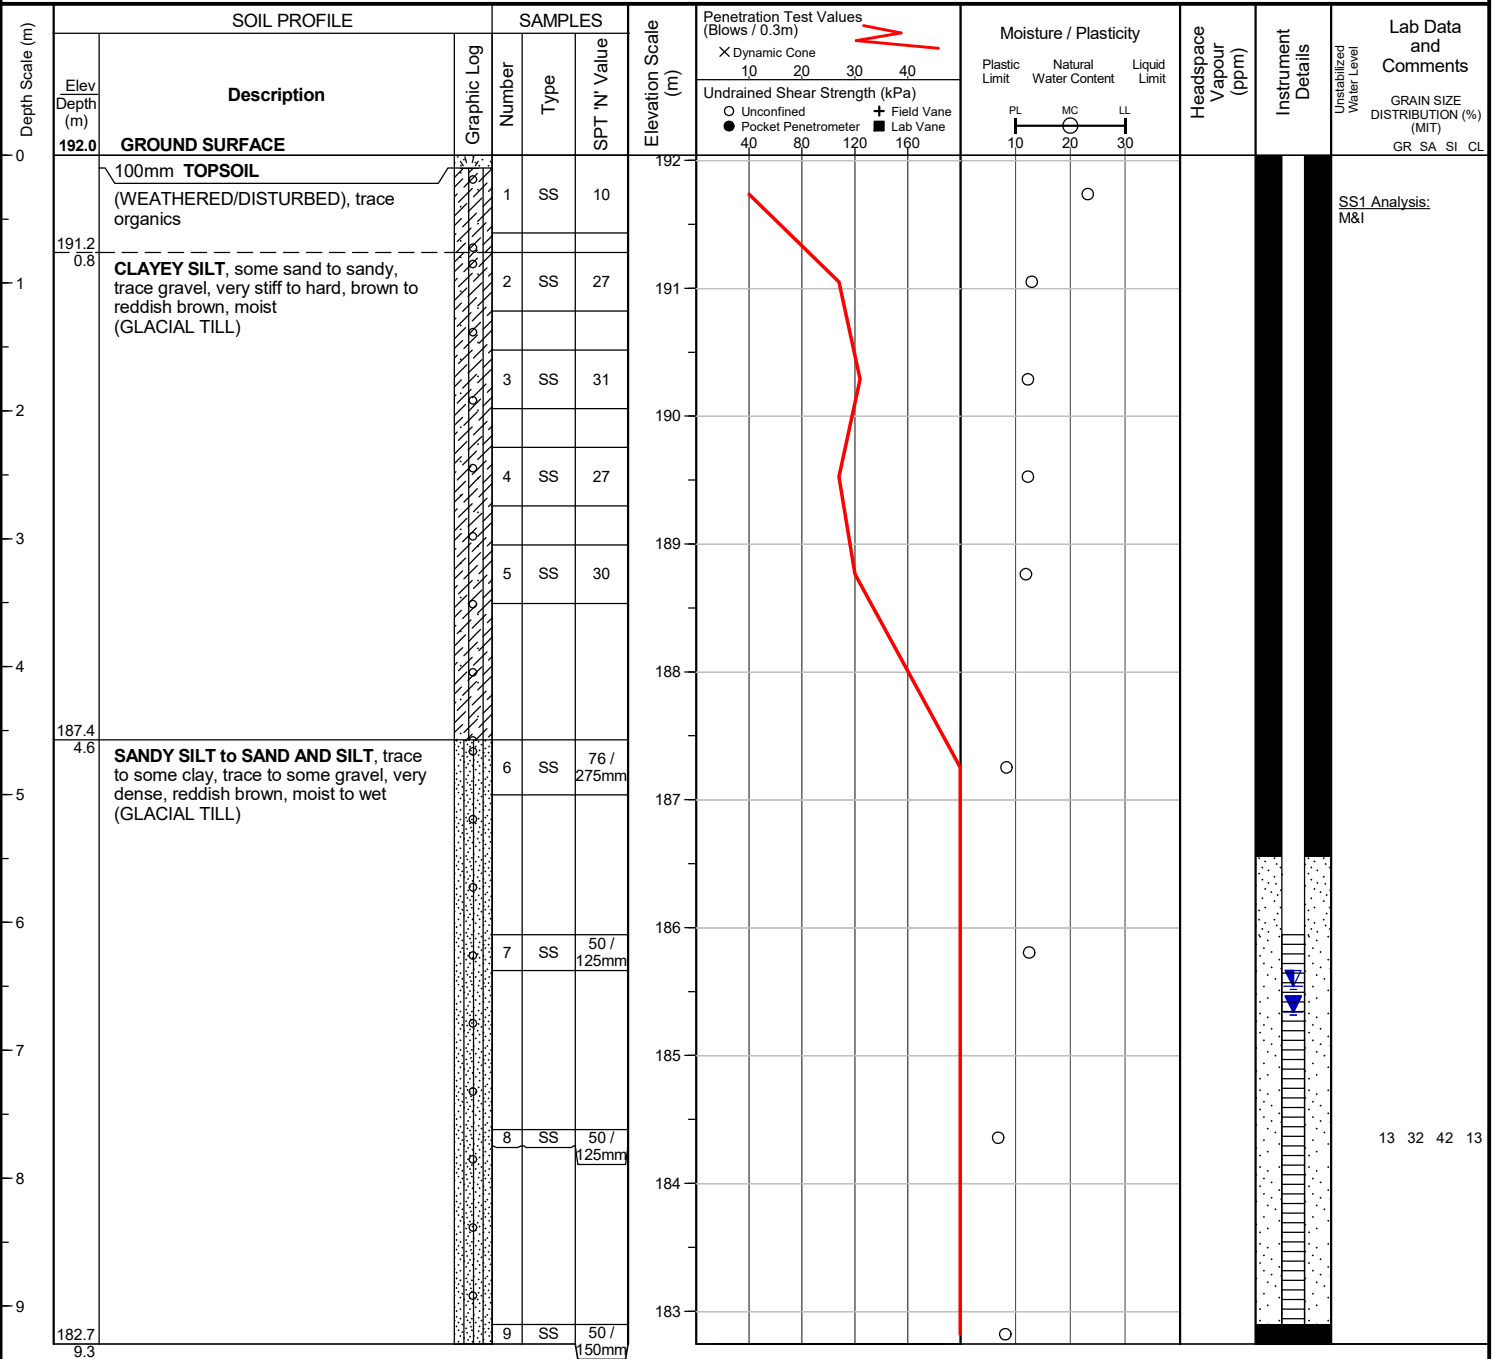 SOIL PROFILE
SAMPLES
Depth Scale (m)
Elev
Depth
(m)
Description
Graphic Log
Number
Type
SPT 'N' Value
Elevation Scale
(m)
Penetration Test Values
(Blows / 0.3m)
Dynamic Cone
10 20 30 40
Undrained Shear Strength (kPa)
Unconfined
Field Vane
Pocket Penetrometer
Lab Vane
40 80 120 160
Moisture / Plasticity
Plastic
Limit
Natural
Water Content
Liquid
Limit
PL MC LL
10 20 30
Headspace
Vapour
(ppm)
Instrument
Details
Unstabilized
Water Level
Lab Data
and
Comments
GRAIN SIZE
DISTRIBUTION (%)
(MIT)
GR SA SI CL
192.0 GROUND SURFACE
0
192
100mm TOPSOIL
(WEATHERED/DISTURBED), trace
organics
1 SS 10
SS1 Analysis:
M&I
191.2
0.8
CLAYEY SILT, some sand to sandy,
trace gravel, very stiff to hard, brown to
reddish brown, moist
(GLACIAL TILL)
1
2 SS 27
191
3 SS 31
2
190
4 SS 27
3
189
5 SS 30
4
188
187.4
4.6
SANDY SILT to SAND AND SILT, trace
to some clay, trace to some gravel, very
dense, reddish brown, moist to wet
(GLACIAL TILL)
6 SS 76 /
275mm
5
187
6
186
7 SS 50 /
125mm
7
185
8 SS 50 /
125mm
13 32 42 13
8
184
9
183
182.7
9.3
9 SS 50 /
150mm